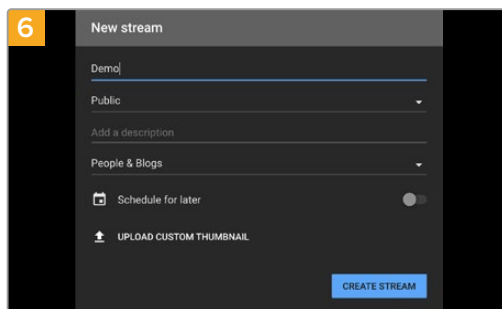 6
New stream
Demo
Public
Add a description
People & Blogs
Schedule for later
UPLOAD CUSTOM THUMBNAIL
CREATE STREAM